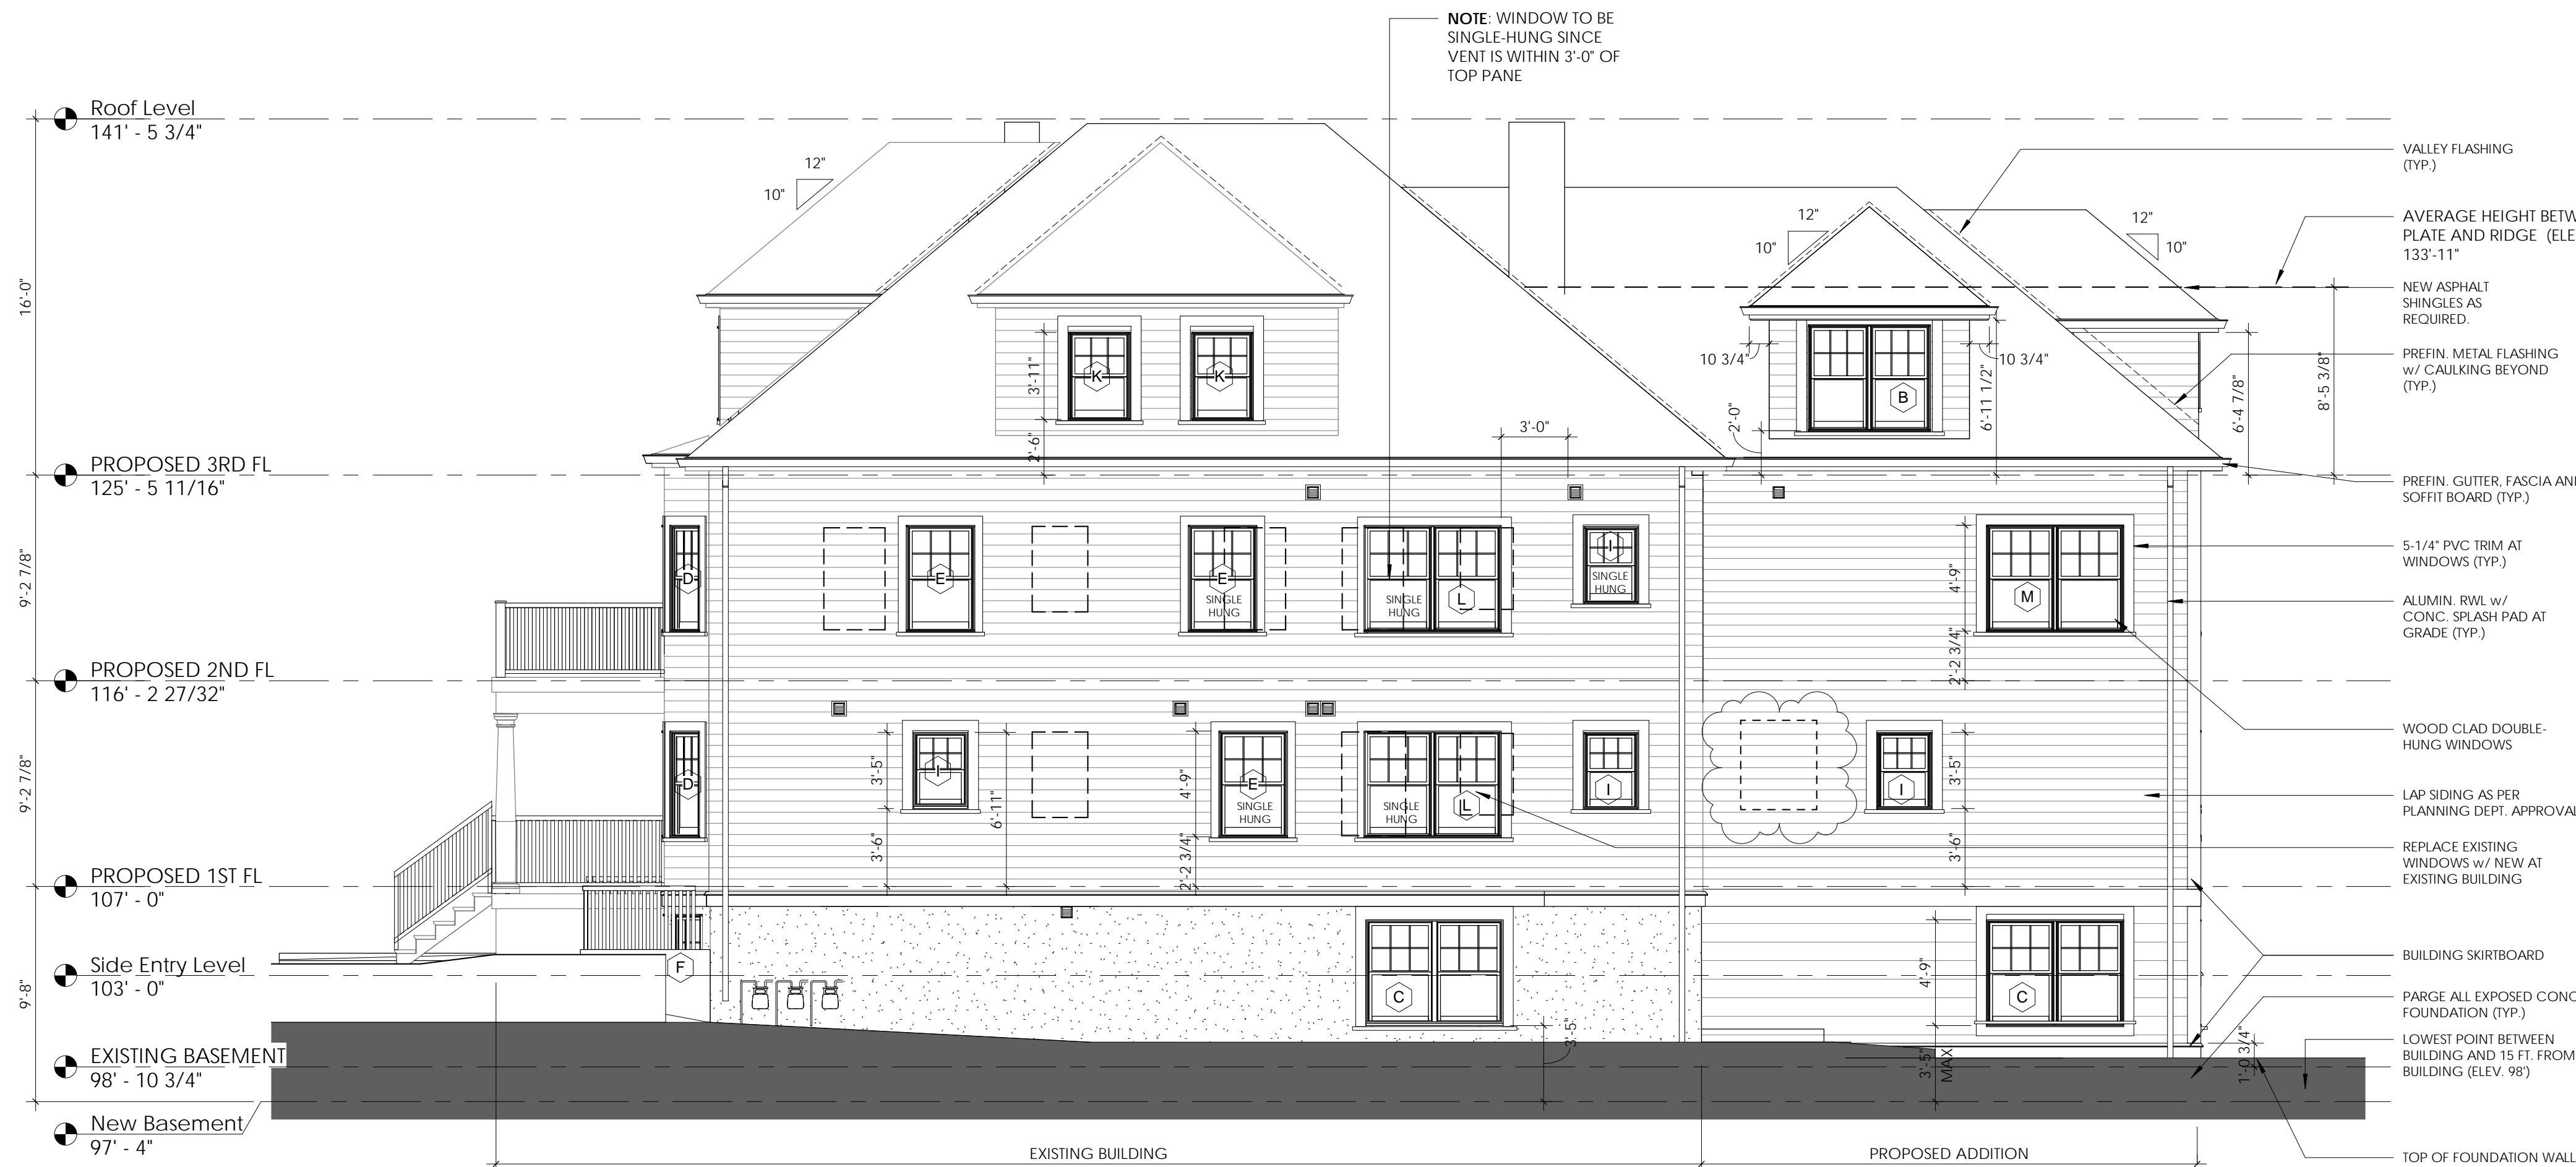 NOTE: WINDOW TO BE
SINGLE-HUNG SINCE
VENT IS WITHIN 3'-0" OF
TOP PANE
Roof Level
141' - 5 3/4"
PROPOSED 3RD FL
125' - 5 11/16"
PROPOSED 2ND FL
116' - 2 27/32"
PROPOSED 1ST FL
107' - 0"
Side Entry Level
103' - 0"
EXISTING BASEMENT
98' - 10 3/4"
New Basement
97' - 4"
16'-0"
9'-2 7/8"
9'-2 7/8"
9'-8"
12"
10"
12"
10"
12"
10"
K
K
3'-11"
2'-6"
3'-0"
10 3/4"
10 3/4"
B
2'-0"
6'-11 1/2"
6'-4 7/8"
8'-5 3/8"
D
E
E
SINGLE
HUNG
SINGLE
HUNG
L
I
SINGLE
HUNG
M
4'-9"
2'-2 3/4"
D
I
3'-5"
3'-6"
6'-11"
4'-9"
2'-2 3/4"
E
SINGLE
HUNG
SINGLE
HUNG
L
I
I
3'-5"
3'-6"
F
C
3'-5"
C
4'-9"
3'-5"
MAX
1'-0 3/4"
EXISTING BUILDING
PROPOSED ADDITION
VALLEY FLASHING
(TYP.)
AVERAGE HEIGHT
PLATE AND RIDGE
133'-11"
NEW ASPHALT
SHINGLES AS
REQUIRED.
PREFIN. METAL FLASHING
w/ CAULKING BEYOND
(TYP.)
PREFIN. GUTTER, FASCIA
SOFFIT BOARD (TYP.)
5-1/4" PVC TRIM AT
WINDOWS (TYP.)
ALUMIN. RWL w/
CONC. SPLASH PAD AT
GRADE (TYP.)
WOOD CLAD DOUBLE-
HUNG WINDOWS
LAP SIDING AS PER
PLANNING DEPT. APPROVAL
REPLACE EXISTING
WINDOWS w/ NEW AT
EXISTING BUILDING
BUILDING SKIRTBOARD
PARGE ALL EXPOSED
FOUNDATION (TYP.)
LOWEST POINT BETWEEN
BUILDING AND 15 FT. FROM
BUILDING (ELEV. 98')
TOP OF FOUNDATION WALL